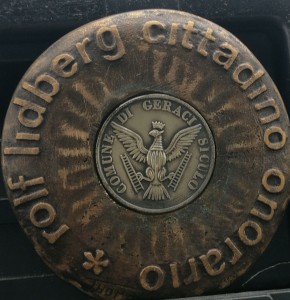 * rolf lidberg cittadino onorario
COMUNE DI GERACI SICULO